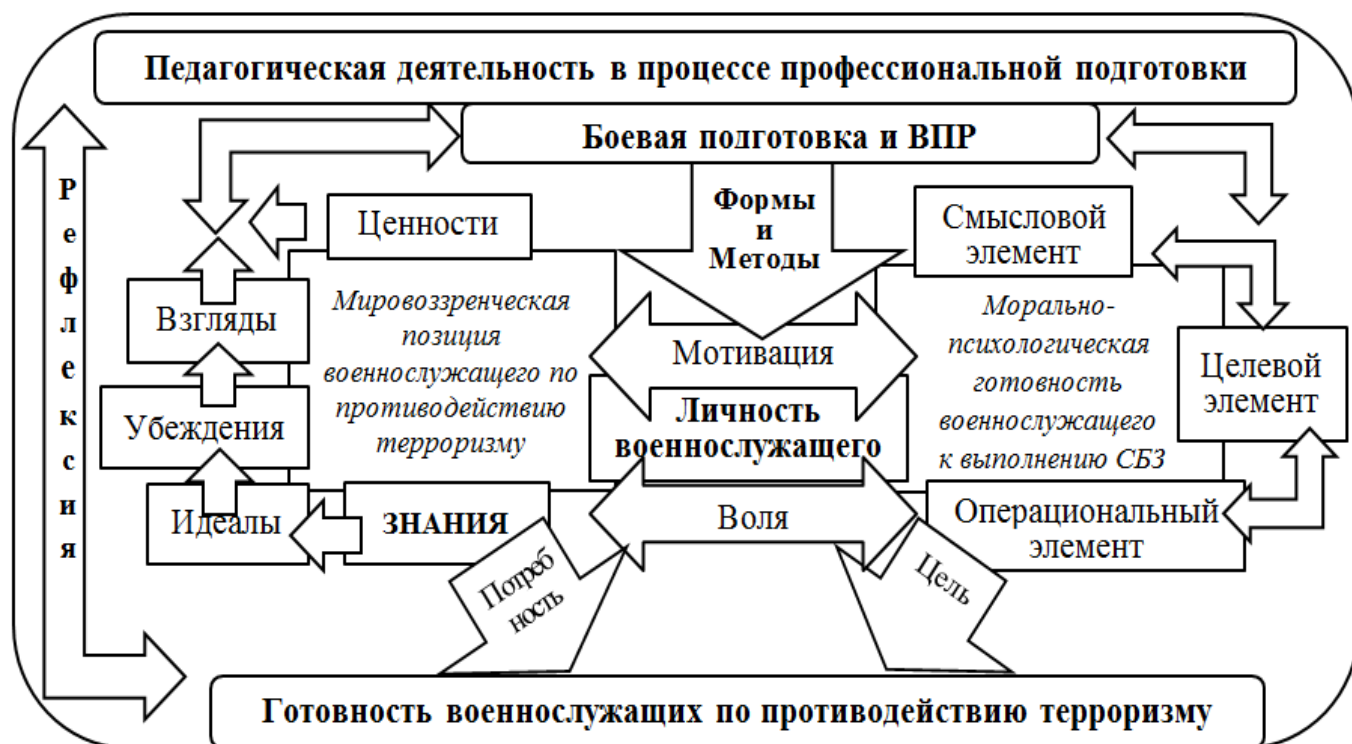 Педагогическая деятельность в процессе профессиональной подготовки
Боевая подготовка и ВПР
Рефлексия
Формы
и
Методы
Ценности
Взгляды
Убеждения
Идеалы
ЗНАНИЯ
Мировоззренческая
позиция
военнослужащего по
противодействию
терроризму
Мотивация
Личность
военнослужащего
Воля
Смысловой
элемент
Морально-
психологическая
готовность
военнослужащего
к выполнению СБЗ
Целевой
элемент
Операциональный
элемент
Потреб
ность
Цель
Готовность военнослужащих по противодействию терроризму